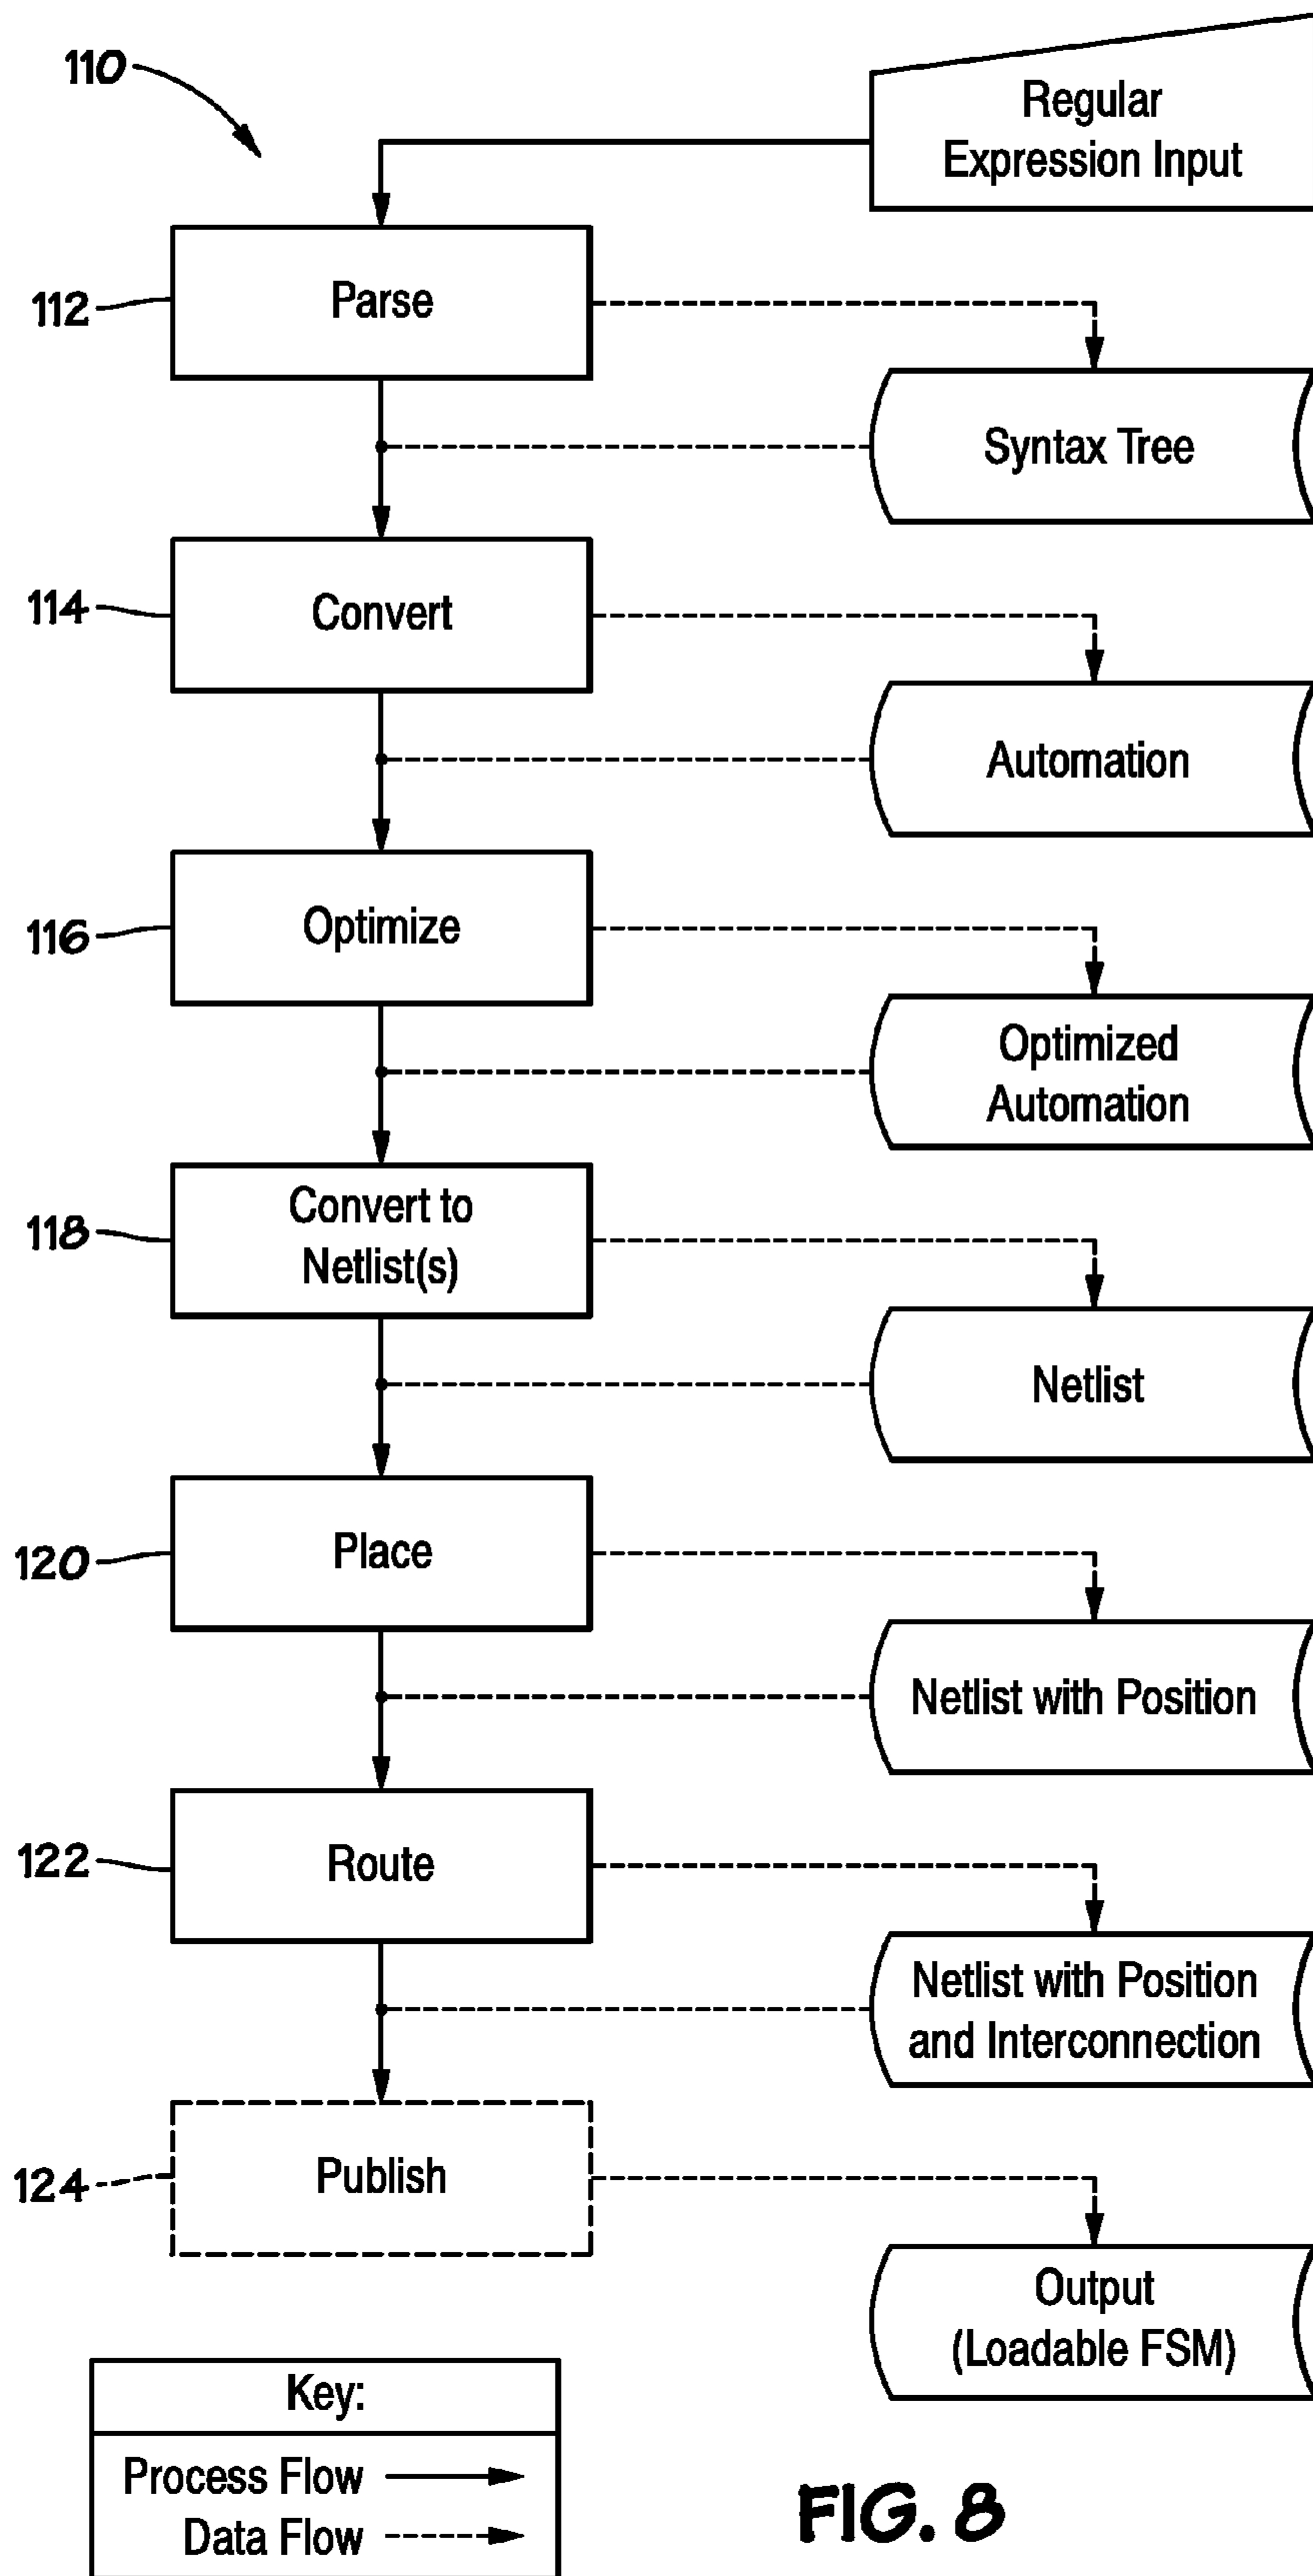 110
Regular
Expression Input
112
Parse
Syntax Tree
114
Convert
Automation
116
Optimize
Optimized
Automation
118
Convert to
Netlist(s)
Netlist
120
Place
Netlist with Position
122
Route
Netlist with Position
and Interconnection
124
Publish
Output
(Loadable FSM)
Key:
Process Flow
Data Flow
FIG. 8